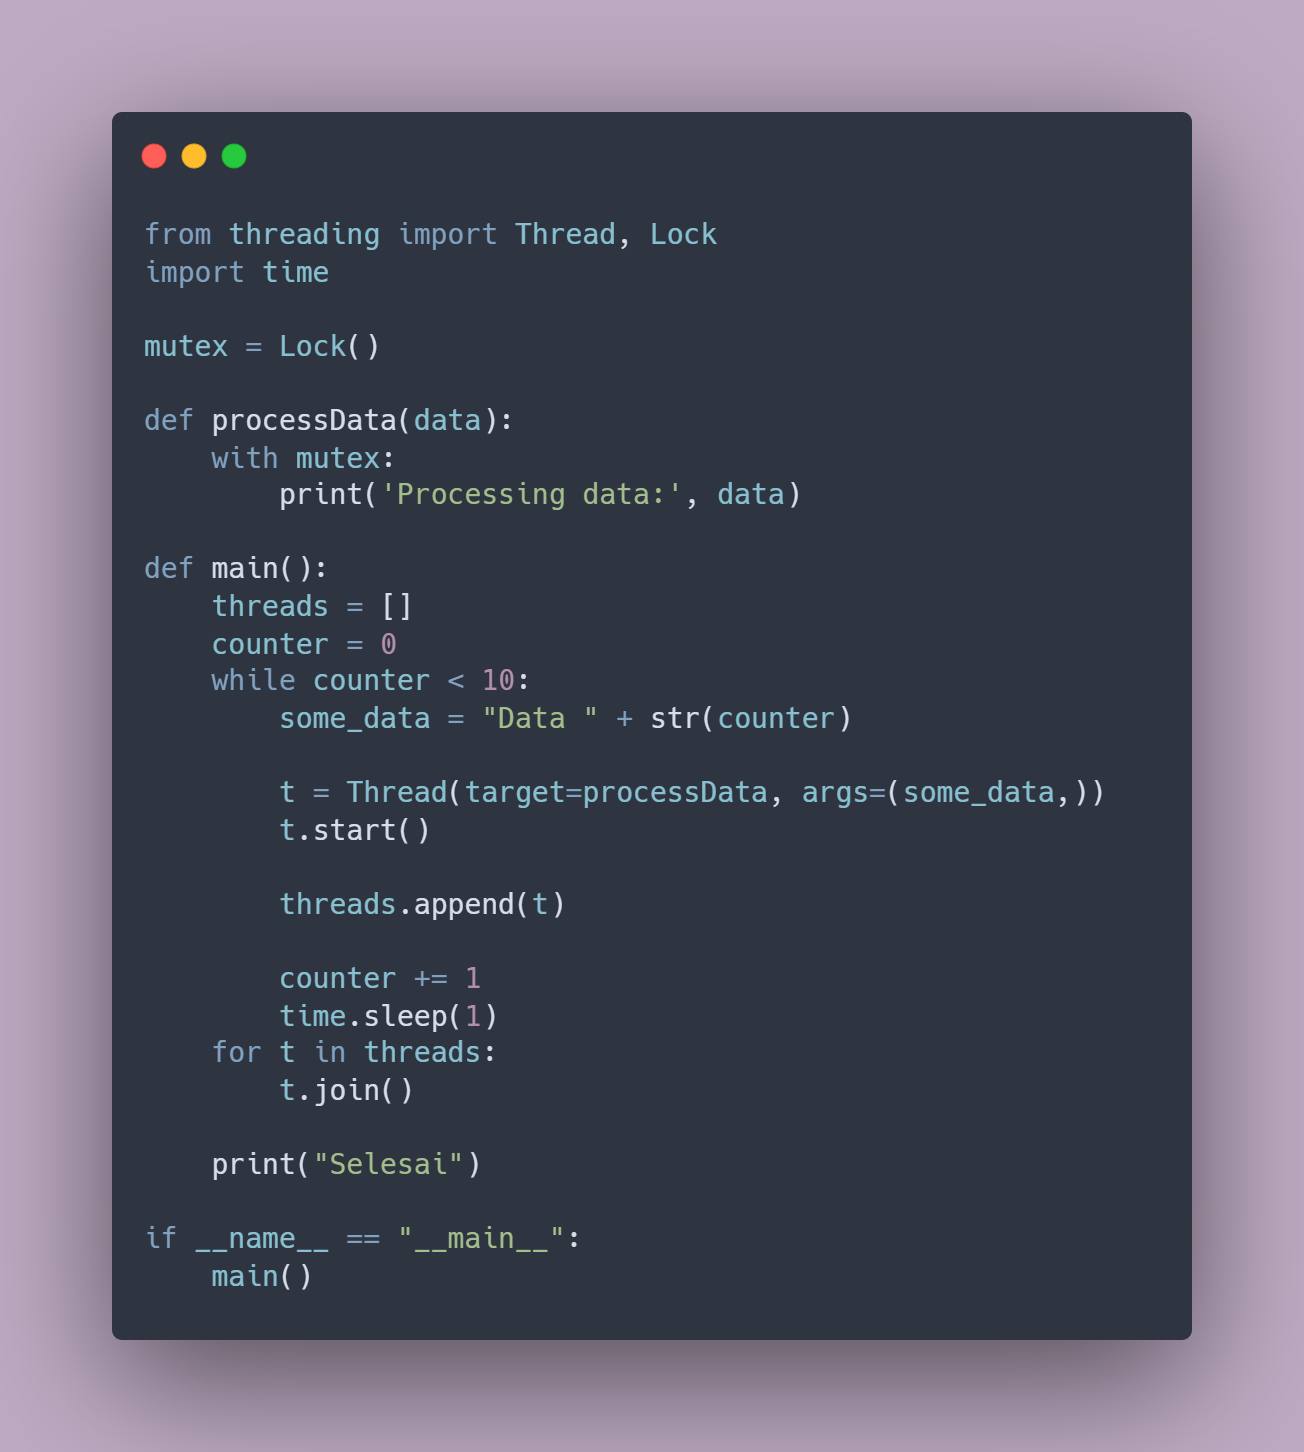 from threading import Thread, Lock
import time

mutex = Lock()

def processData(data):
    with mutex:
        print('Processing data:', data)

def main():
    threads = []
    counter = 0
    while counter < 10:
        some_data = "Data " + str(counter)

        t = Thread(target=processData, args=(some_data,))
        t.start()

        threads.append(t)

        counter += 1
        time.sleep(1)
    for t in threads:
        t.join()

    print("Selesai")

if __name__ == "__main__":
    main()